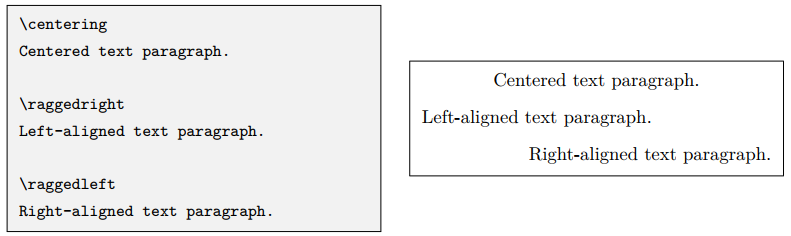 \centering
Centered text paragraph.
\raggedright
Left-aligned text paragraph.
\raggedleft
Right-aligned text paragraph.
Centered text paragraph.
Left-aligned text paragraph.
Right-aligned text paragraph.